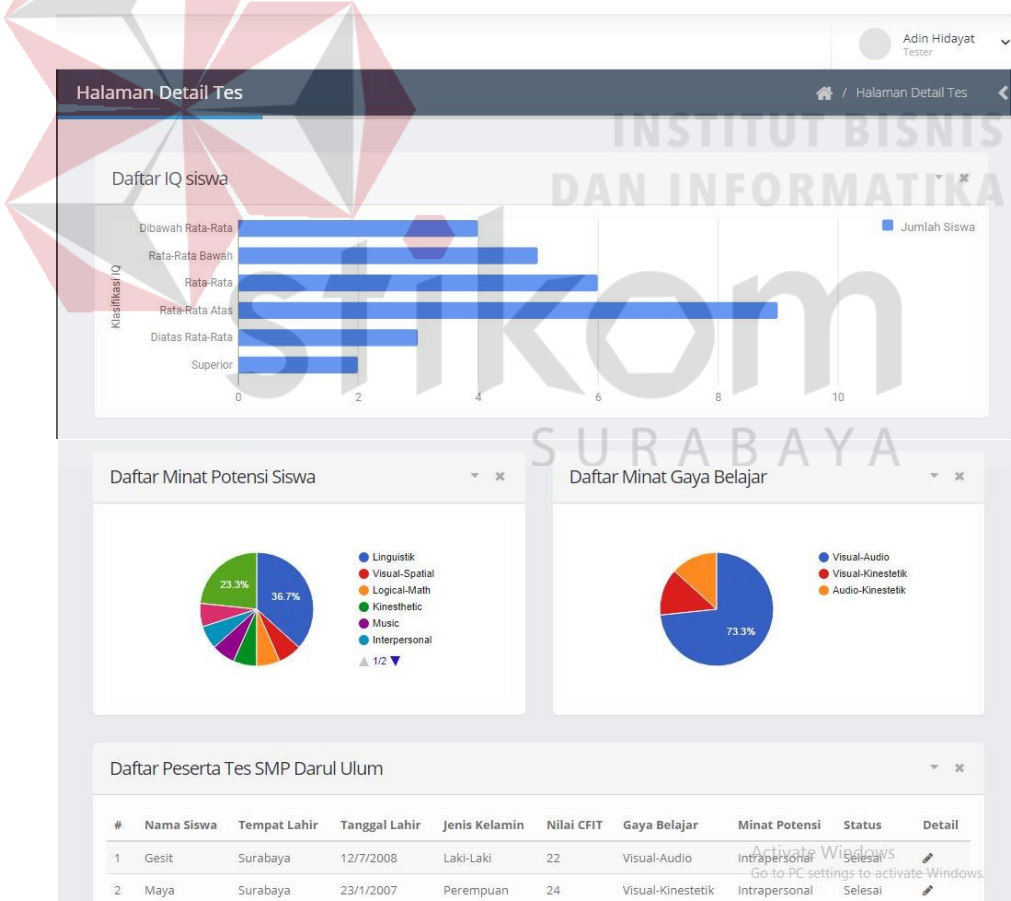 Adin Hidayat
Tester
Halaman Detail Tes
/ Halaman Detail Tes
INSTITUT BISNIS
DAN INFORMATIKA
stikom
SURABAYA
Daftar IQ siswa
Klasifikasi IQ
Dibawah Rata-Rata
Rata-Rata Bawah
Rata-Rata
Rata-Rata Atas
Diatas Rata-Rata
Superior
0 2 4 6 8 10
Jumlah Siswa
Daftar Minat Potensi Siswa
23.3%
36.7%
Linguistik
Visual-Spatial
Logical-Math
Kinesthetic
Music
Interpersonal
1/2
Daftar Minat Gaya Belajar
73.3%
Visual-Audio
Visual-Kinestetik
Audio-Kinestetik
Daftar Peserta Tes SMP Darul Ulum
# Nama Siswa Tempat Lahir Tanggal Lahir Jenis Kelamin Nilai CFIT Gaya Belajar Minat Potensi Status Detail
1 Gesit Surabaya 12/7/2008 Laki-Laki 22 Visual-Audio Intrapersonal Selesai
2 Maya Surabaya 23/1/2007 Perempuan 24 Visual-Kinestetik Intrapersonal Selesai
Activate Windows
Go to PC settings to activate Windows.